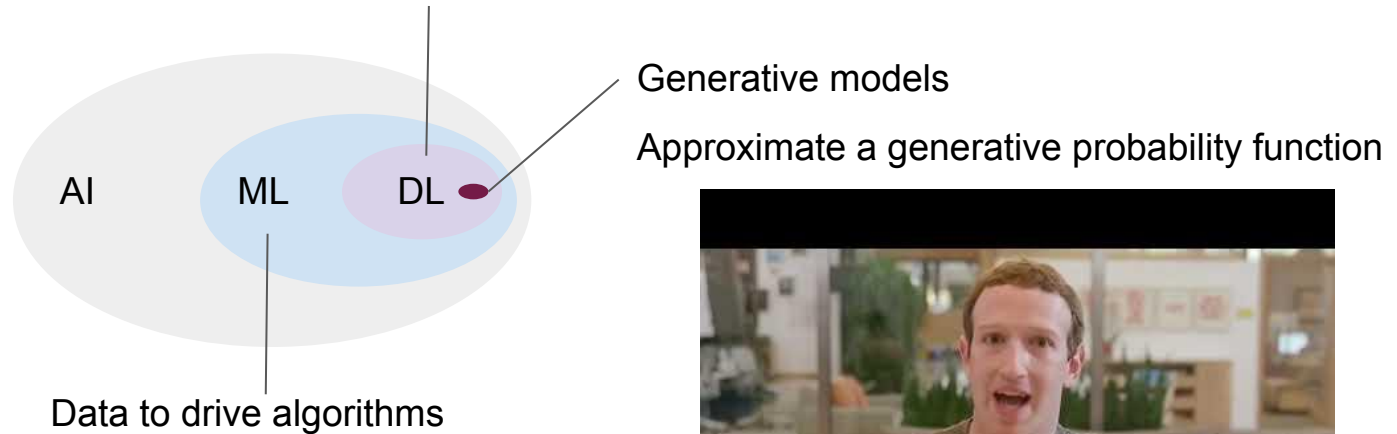 Generative models
Approximate a generative probability function
AI ML DL
Data to drive algorithms